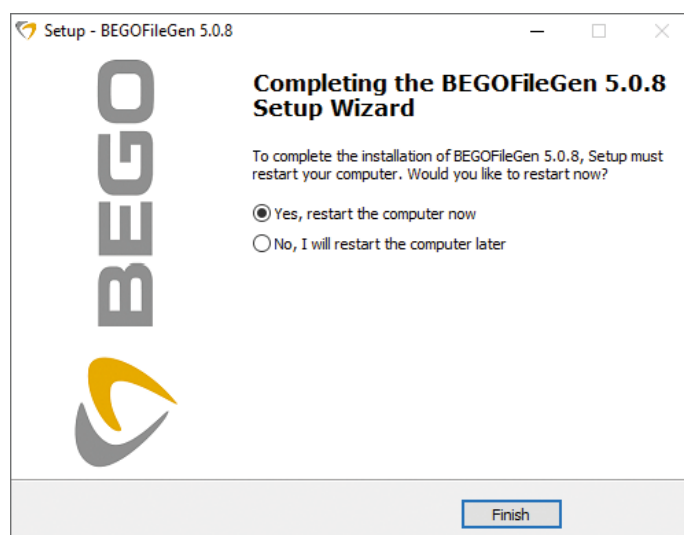 Setup - BEGOFileGen 5.0.8
BEGO
Completing the BEGOFileGen 5.0.8
Setup Wizard
To complete the installation of BEGOFileGen 5.0.8, Setup must
restart your computer. Would you like to restart now?
Yes, restart the computer now
No, I will restart the computer later
Finish